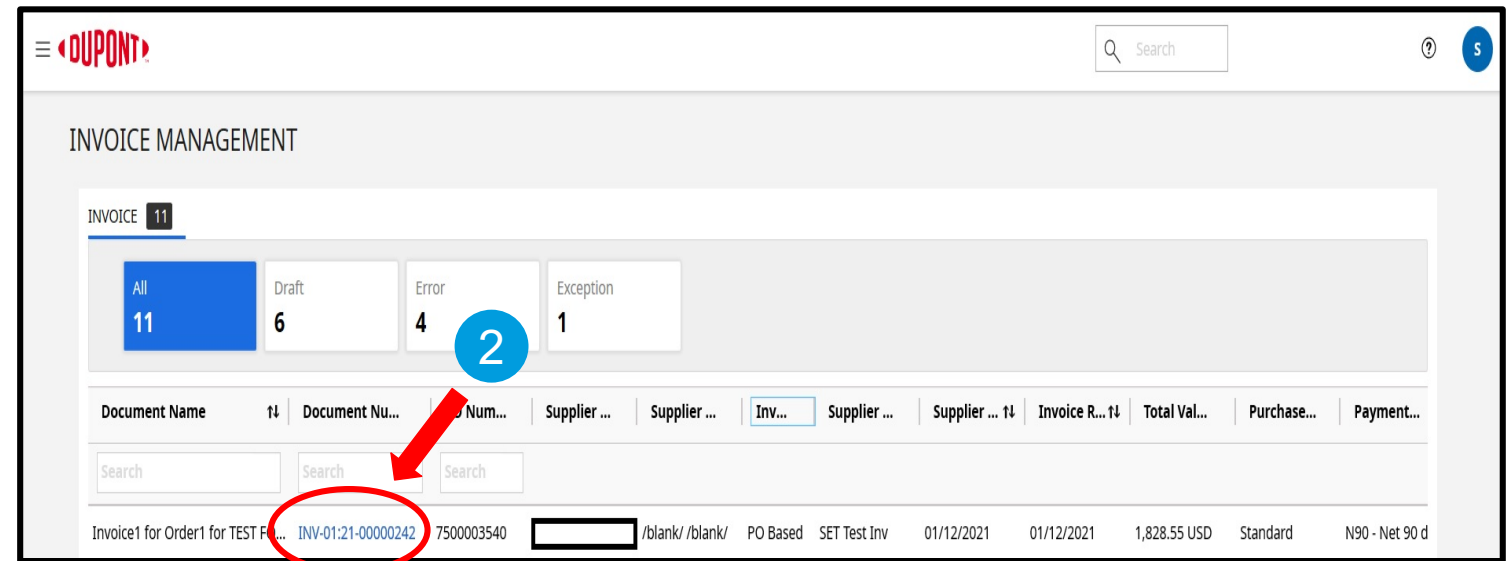 DUPONT
Search
?
S
INVOICE MANAGEMENT
INVOICE 11
All Draft Error Exception
11 6 4 1
2
Document Name Document Nu... Num... Supplier ... Supplier ... Inv... Supplier ... Supplier ... Invoice R... Total Val... Purchase... Payment...
Search Search Search
Invoice1 for Order1 for TEST INV-01:21-00000242 7500003540 /blank/ /blank/ PO Based SET Test Inv 01/12/2021 01/12/2021 1,828.55 USD Standard N90 - Net 90 d